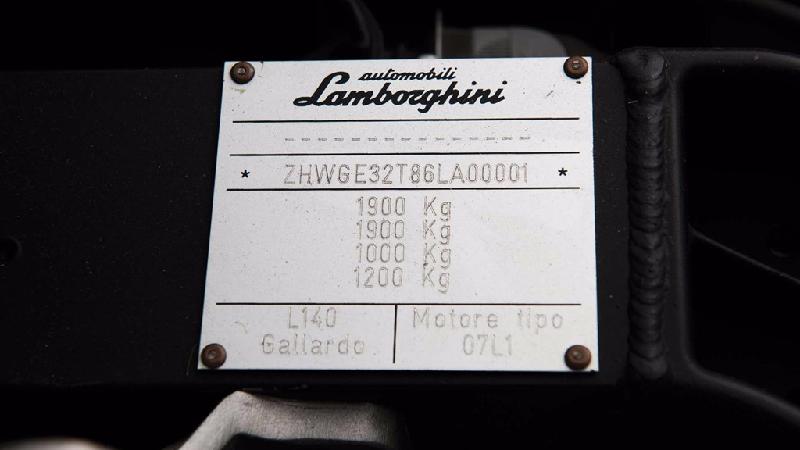 automobili
Lamborghini
----------------
* ZHWGE32T86LA00001 *
1900 Kg
1900 Kg
1000 Kg
1200 Kg
L140
Gallardo
Motore tipo
07L1